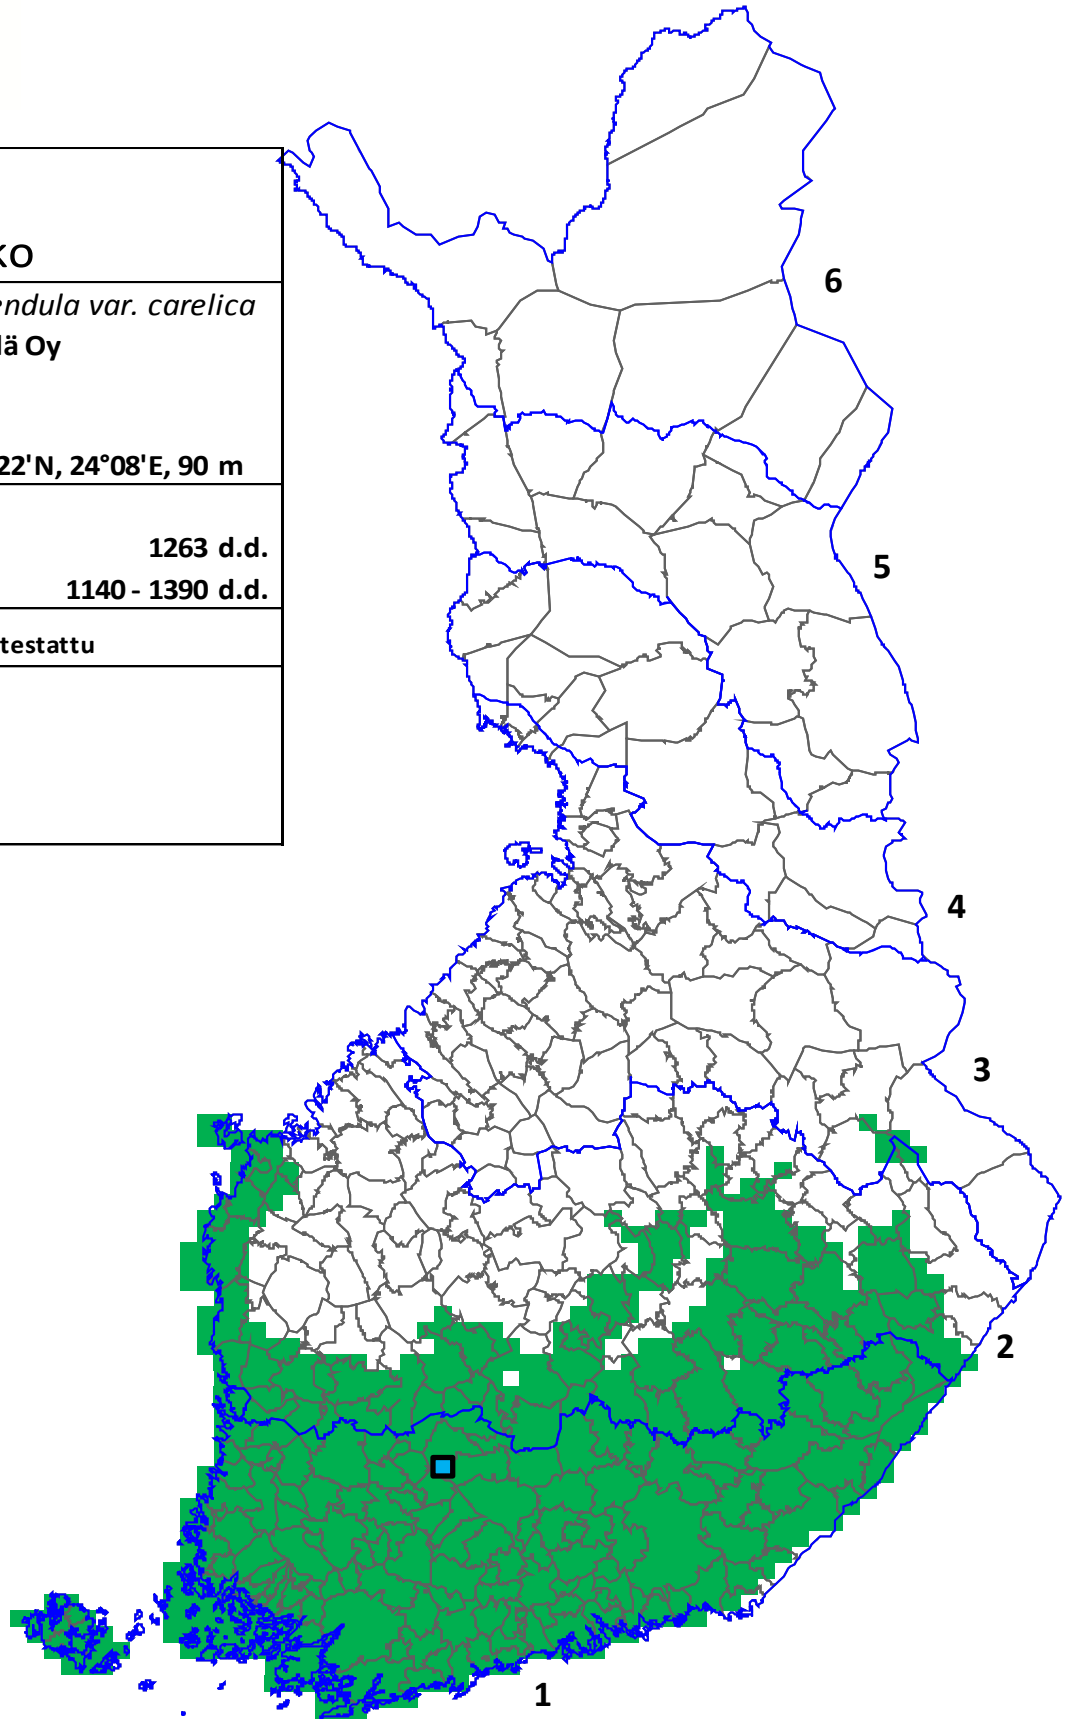 KO
endula var. carelica
lä Oy
22'N, 24°08'E, 90 m
1263 d.d.
1140 - 1390 d.d.
testattu
6
5
4
3
2
1